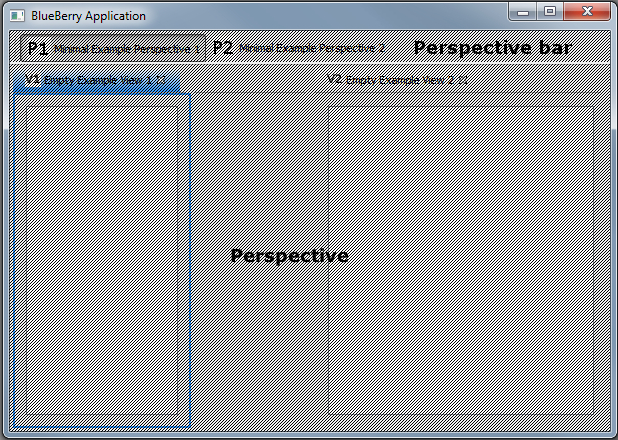 BlueBerry Application
P1 Minimal Example Perspective 1 P2 Minimal Example Perspective 2 Perspective bar
V1 Empty Example View 1 V2 Empty Example View 2
Perspective